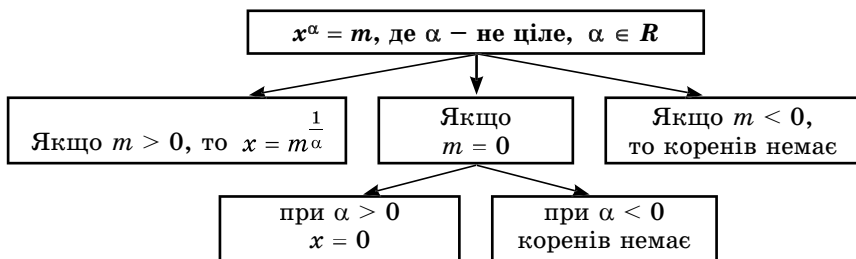 x^α = m, де α − не ціле, α ∈ R
Якщо m > 0, то x = m^{1/α}
Якщо
m = 0
Якщо m < 0,
то коренів немає
при α > 0
x = 0
при α < 0
коренів немає